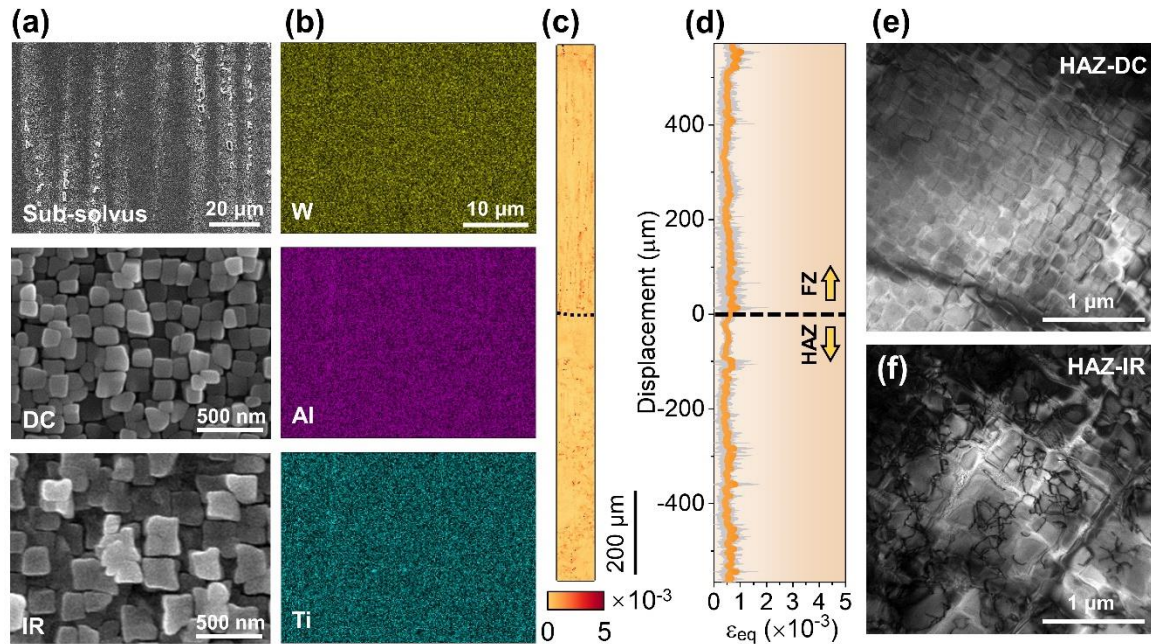 (a)
Sub-solvus
20 μm
DC
500 nm
IR
500 nm
(b)
W
10 μm
Al
Ti
(c)
200 μm
0 5 ×10⁻³
(d)
Displacement (μm)
400
200
0
-200
-400
FZ
HAZ
0 1 2 3 4 5
εeq (×10⁻³)
(e)
HAZ-DC
1 μm
(f)
HAZ-IR
1 μm